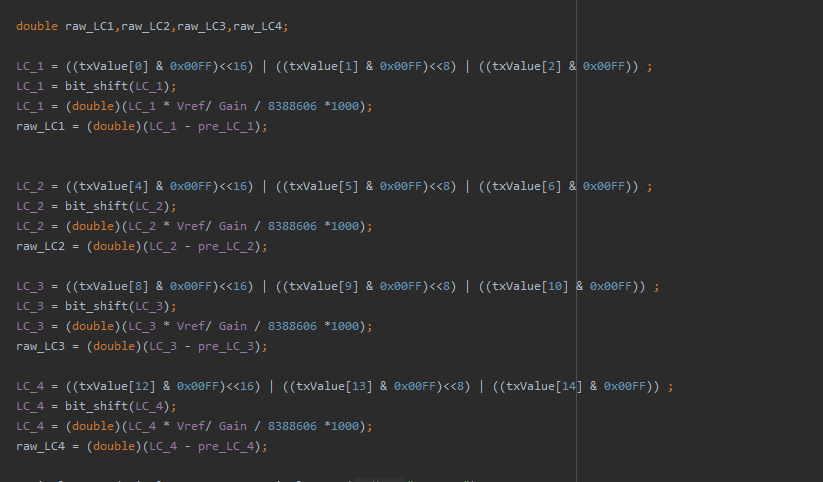 double raw_LC1,raw_LC2,raw_LC3,raw_LC4;
LC_1 = ((txValue[0] & 0x00FF)<<16) | ((txValue[1] & 0x00FF)<<8) | ((txValue[2] & 0x00FF)) ;
LC_1 = bit_shift(LC_1);
LC_1 = (double)(LC_1 * Vref/ Gain / 8388606 *1000);
raw_LC1 = (double)(LC_1 - pre_LC_1);
LC_2 = ((txValue[4] & 0x00FF)<<16) | ((txValue[5] & 0x00FF)<<8) | ((txValue[6] & 0x00FF)) ;
LC_2 = bit_shift(LC_2);
LC_2 = (double)(LC_2 * Vref/ Gain / 8388606 *1000);
raw_LC2 = (double)(LC_2 - pre_LC_2);
LC_3 = ((txValue[8] & 0x00FF)<<16) | ((txValue[9] & 0x00FF)<<8) | ((txValue[10] & 0x00FF)) ;
LC_3 = bit_shift(LC_3);
LC_3 = (double)(LC_3 * Vref/ Gain / 8388606 *1000);
raw_LC3 = (double)(LC_3 - pre_LC_3);
LC_4 = ((txValue[12] & 0x00FF)<<16) | ((txValue[13] & 0x00FF)<<8) | ((txValue[14] & 0x00FF)) ;
LC_4 = bit_shift(LC_4);
LC_4 = (double)(LC_4 * Vref/ Gain / 8388606 *1000);
raw_LC4 = (double)(LC_4 - pre_LC_4);